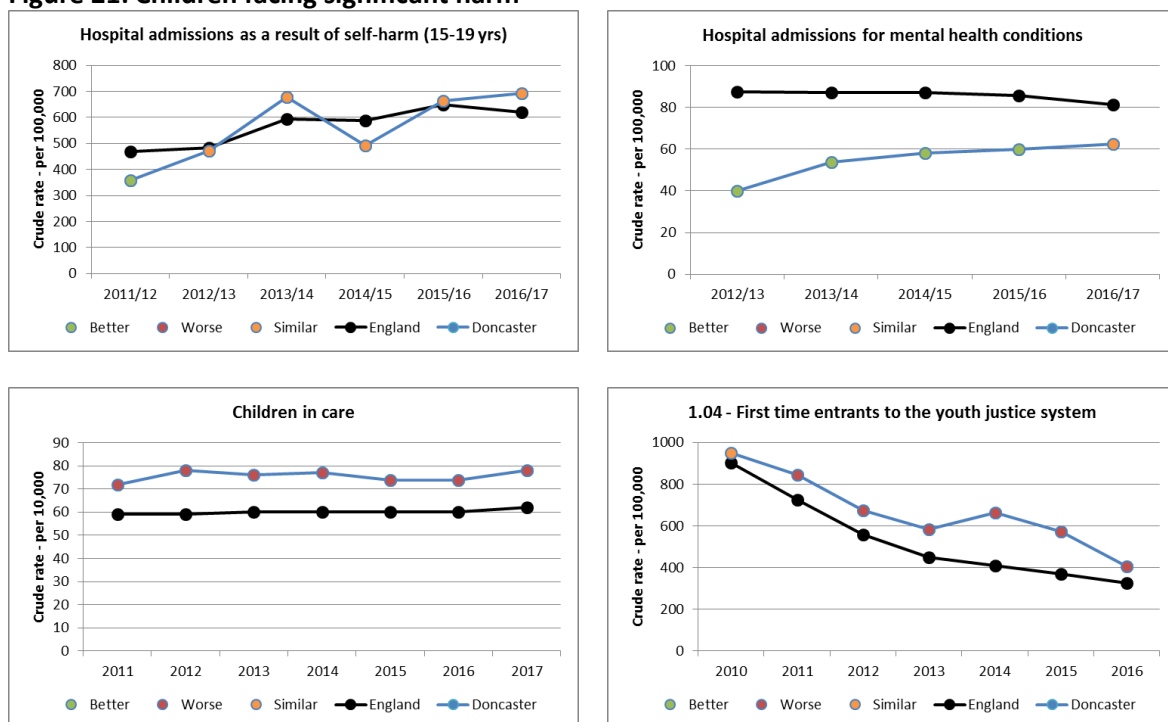 Figure 21: Children facing significant harm
Hospital admissions as a result of self-harm (15-19 yrs)
Crude rate - per 100,000
800
700
600
500
400
300
200
100
0
2011/12 2012/13 2013/14 2014/15 2015/16 2016/17
Better Worse Similar England Doncaster
Hospital admissions for mental health conditions
Crude rate - per 100,000
100
80
60
40
20
0
2012/13 2013/14 2014/15 2015/16 2016/17
Better Worse Similar England Doncaster
Children in care
Crude rate - per 10,000
90
80
70
60
50
40
30
20
10
0
2011 2012 2013 2014 2015 2016 2017
Better Worse Similar England Doncaster
1.04 - First time entrants to the youth justice system
Crude rate - per 100,000
1000
800
600
400
200
0
2010 2011 2012 2013 2014 2015 2016
Better Worse Similar England Doncaster